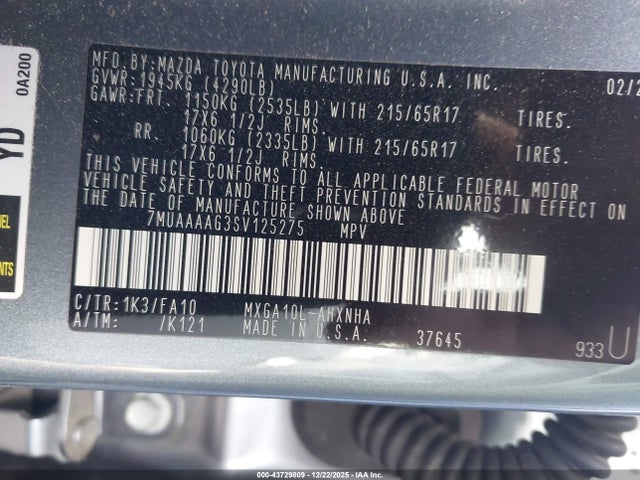 0A200
YD
MFD. BY: MAZDA TOYOTA MANUFACTURING U.S.A. INC. 02/2
GVWR: 1945KG (4290LB)
GAWR: FRT. 1150KG (2535LB) WITH 215/65R17 TIRES.
17X6 1/2J RIMS.
RR. 1060KG (2335LB) WITH 215/65R17 TIRES.
17X6 1/2J RIMS.
THIS VEHICLE CONFORMS TO ALL APPLICABLE FEDERAL MOTOR
VEHICLE SAFETY AND THEFT PREVENTION STANDARDS IN EFFECT ON
THE DATE OF MANUFACTURE SHOWN ABOVE
7MUAAAAG3SV125275 MPV
C/TR: 1K3/FA10 MXGA10L-AHXNHA
A/TM: /K121 MADE IN U.S.A. 37645
933 U
000-43729809 - 12/22/2025 - IAA Inc.